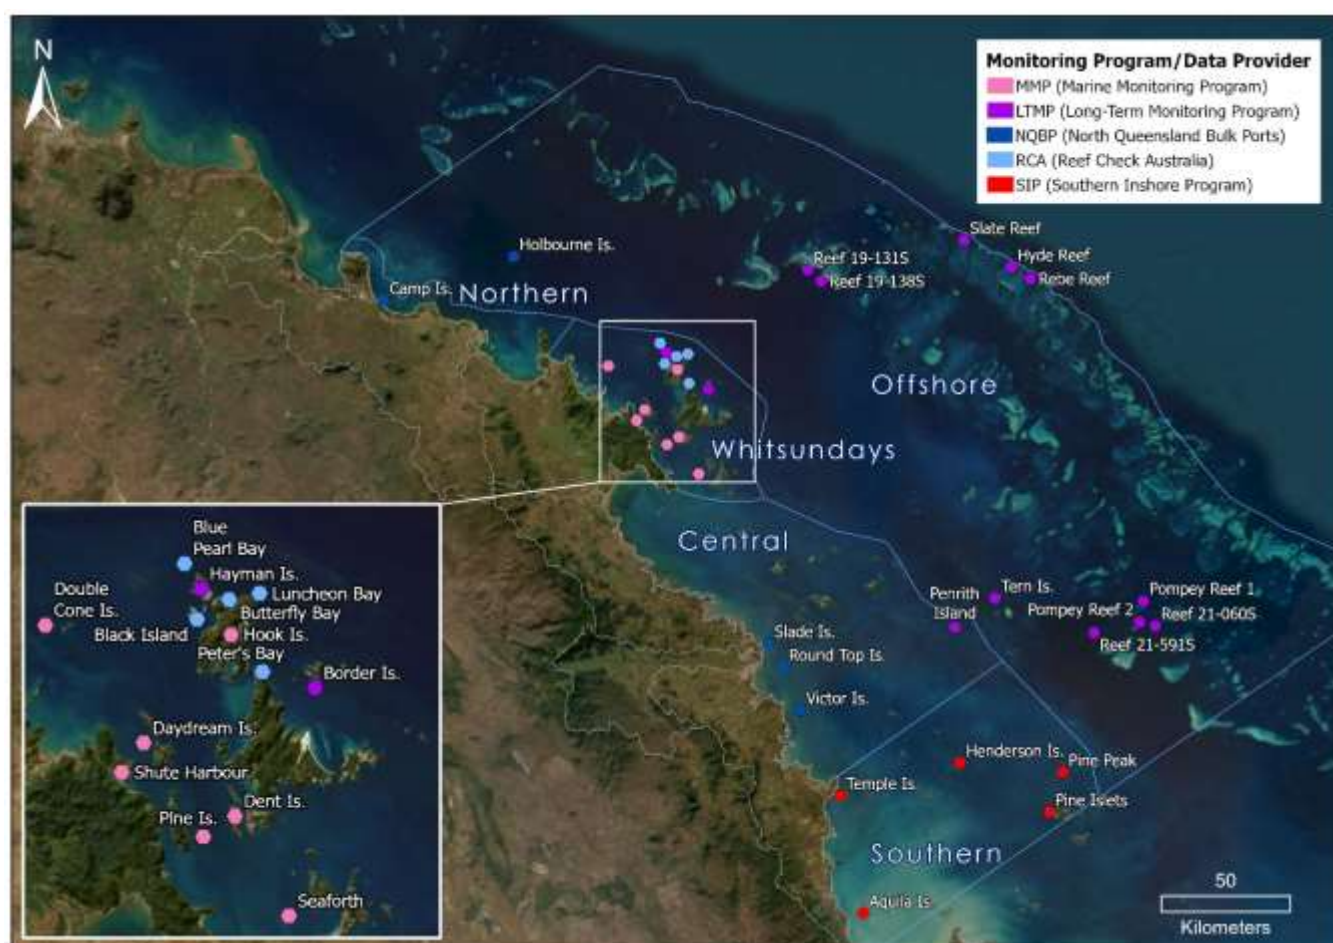 N
Monitoring Program/Data Provider
MMP (Marine Monitoring Program)
LTMP (Long-Term Monitoring Program)
NQBP (North Queensland Bulk Ports)
RCA (Reef Check Australia)
SIP (Southern Inshore Program)
Slate Reef
Holbourne Is.
Reef 19-131S
Hyde Reef
Reef 19-138S
Rebe Reef
Camp Is.
Northern
Offshore
Whitsundays
Central
Penrith
Island
Tern Is.
Pompey Reef 1
Pompey Reef 2
Reef 21-060S
Reef 21-591S
Slade Is.
Round Top Is.
Victor Is.
Henderson Is.
Pine Peak
Temple Is.
Pine Islets
Southern
Aquila Is.
50
Kilometers
Blue
Pearl Bay
Hayman Is.
Double
Cone Is.
Luncheon Bay
Butterfly Bay
Black Island
Hook Is.
Peter's Bay
Border Is.
Daydream Is.
Shute Harbour
Dent Is.
Pine Is.
Seaforth